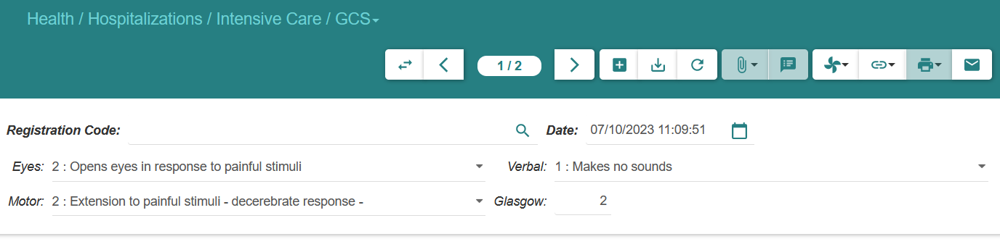 Health / Hospitalizations / Intensive Care / GCS
1 / 2
Registration Code: Date: 07/10/2023 11:09:51
Eyes: 2 : Opens eyes in response to painful stimuli Verbal: 1 : Makes no sounds
Motor: 2 : Extension to painful stimuli - decerebrate response - Glasgow: 2